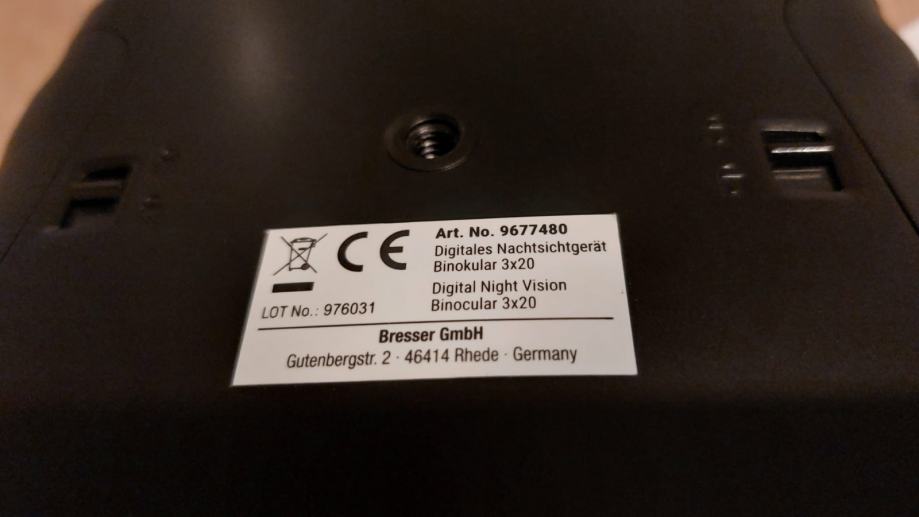 CE
Art. No. 9677480
Digitales Nachtsichtgerät
Binokular 3x20
Digital Night Vision
Binocular 3x20
LOT No.: 976031
Bresser GmbH
Gutenbergstr. 2 · 46414 Rhede · Germany